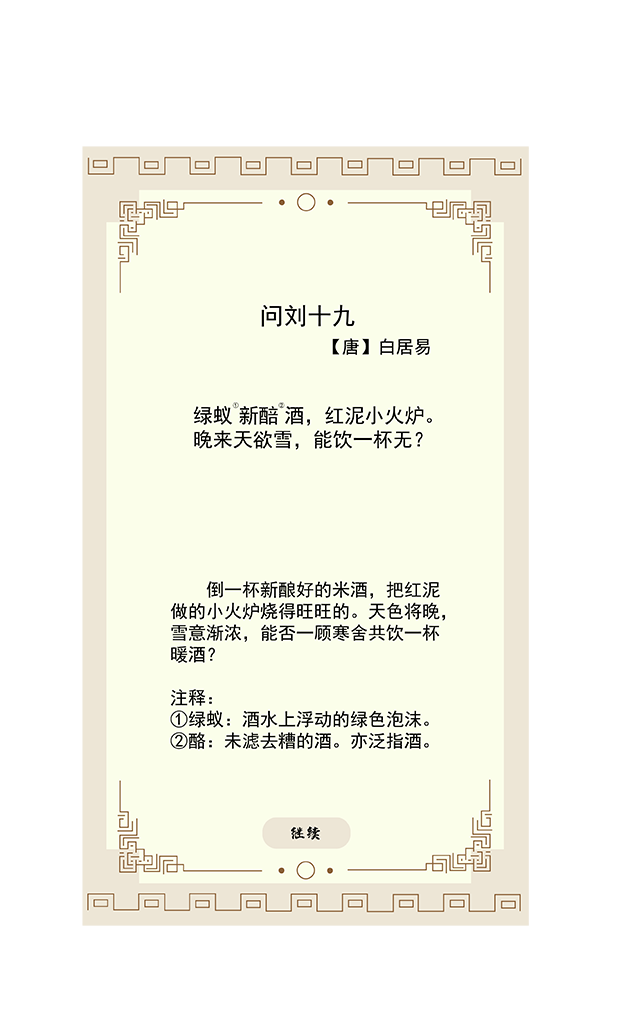 问刘十九
【唐】白居易
绿蚁①新醅②酒，红泥小火炉。
晚来天欲雪，能饮一杯无？
倒一杯新酿好的米酒，把红泥
做的小火炉烧得旺旺的。天色将晚，
雪意渐浓，能否一顾寒舍共饮一杯
暖酒？
注释：
①绿蚁：酒水上浮动的绿色泡沫。
②酪：未滤去糟的酒。亦泛指酒。
继续